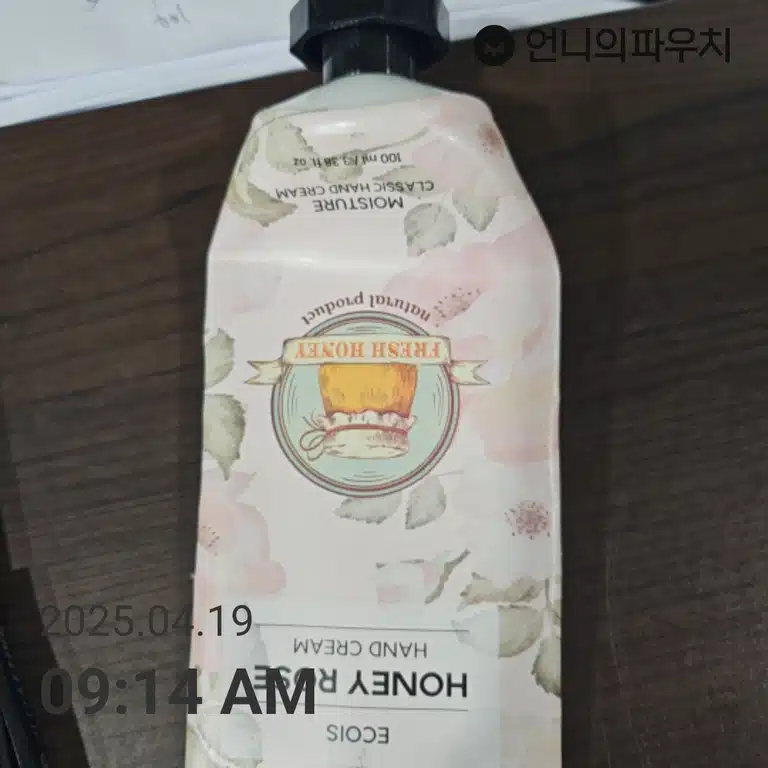 언니의파우치
ECOIS
HONEY ROSE
HAND CREAM
FRESH HONEY
natural product
MOISTURE
CLASSIC HAND CREAM
100 ml / 3.38 fl. oz
2025.04.19
09:14 AM